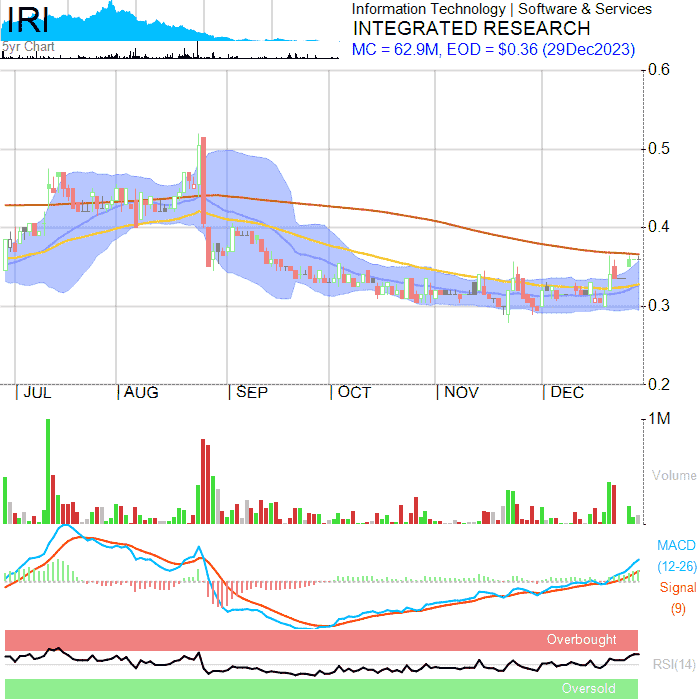 IRI
5yr Chart
Information Technology | Software & Services
INTEGRATED RESEARCH
MC = 62.9M, EOD = $0.36 (29Dec2023)
0.6
0.5
0.4
0.3
0.2
| JUL | AUG | SEP | OCT | NOV | DEC
1M
Volume
MACD
(12-26)
Signal
(9)
Overbought
RSI(14)
Oversold